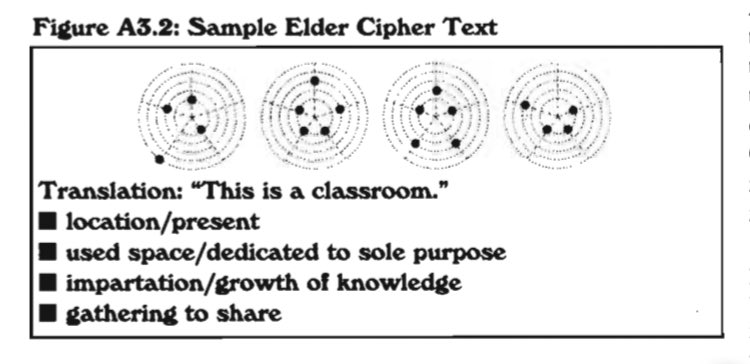 Figure A3.2: Sample Elder Cipher Text
Translation: "This is a classroom."
■ location/present
■ used space/dedicated to sole purpose
■ impartation/growth of knowledge
■ gathering to share